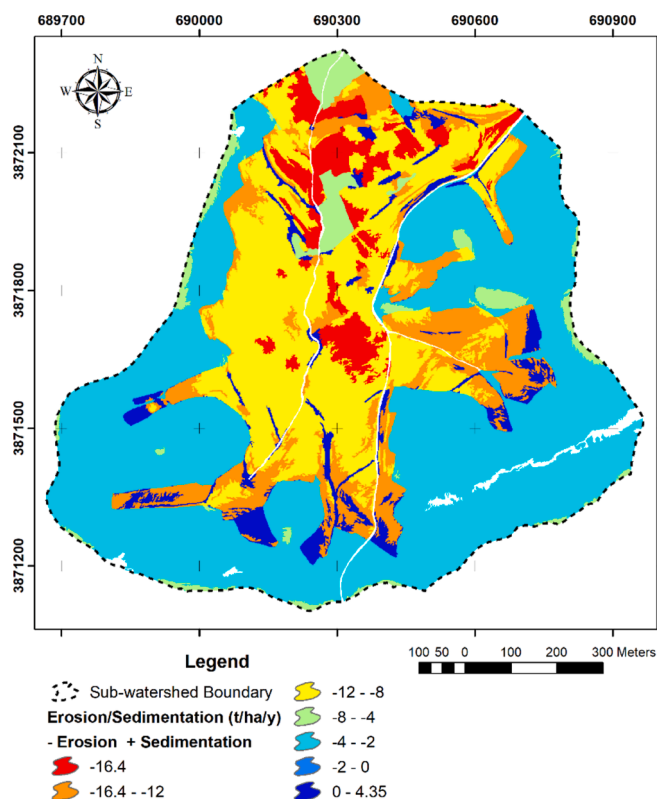 689700 690000 690300 690600 690900
N
W E
S
3872100
3871800
3871500
3871200
Legend
100 50 0 100 200 300 Meters
Sub-watershed Boundary
Erosion/Sedimentation (t/ha/y)
- Erosion + Sedimentation
-16.4
-16.4 - -12
-12 - -8
-8 - -4
-4 - -2
-2 - 0
0 - 4.35